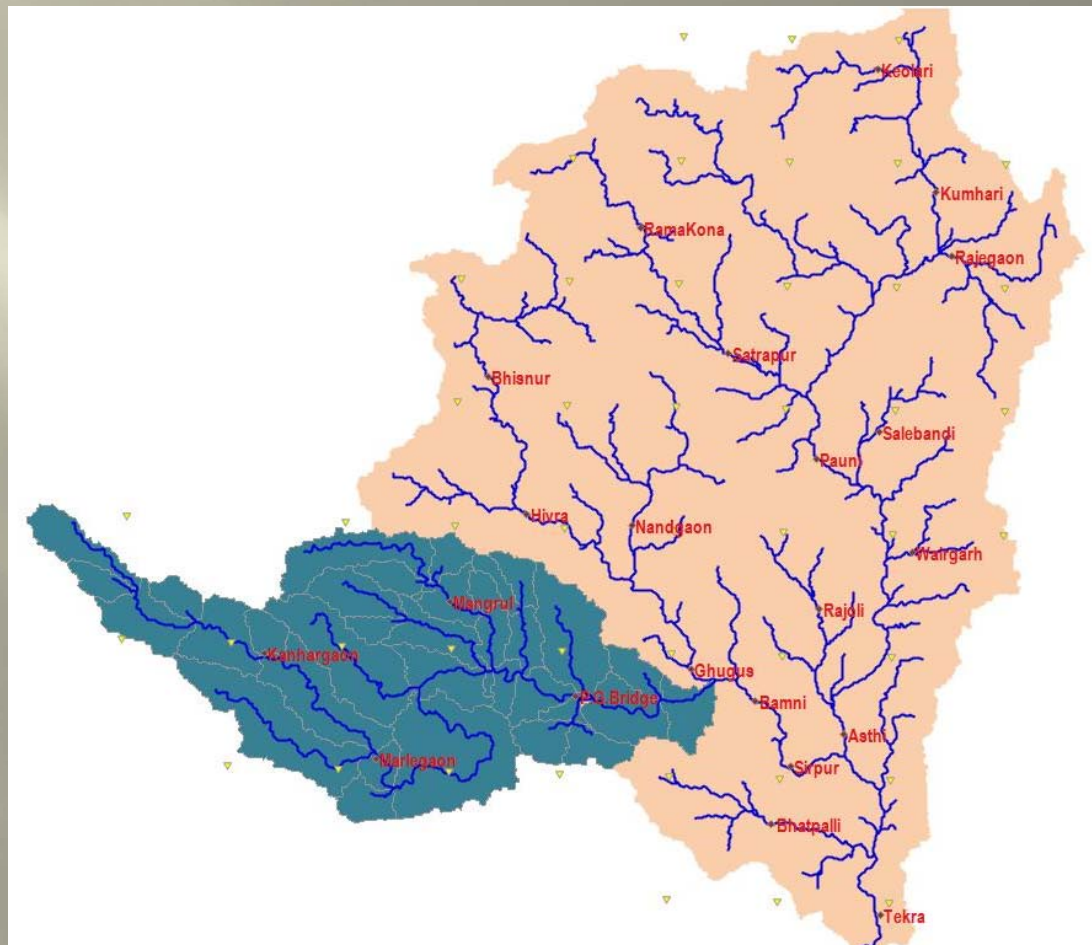 Keolari
Kumhari
RamaKona
Rajegaon
Satrapur
Bhisnur
Salebandi
Pauni
Hivra
Nandgaon
Wairgarh
Mangrul
Rajoli
Kanhargaon
Ghugus
P.G.Bridge
Bamni
Asthi
Marlegaon
Sirpur
Bhatpalli
Tekra